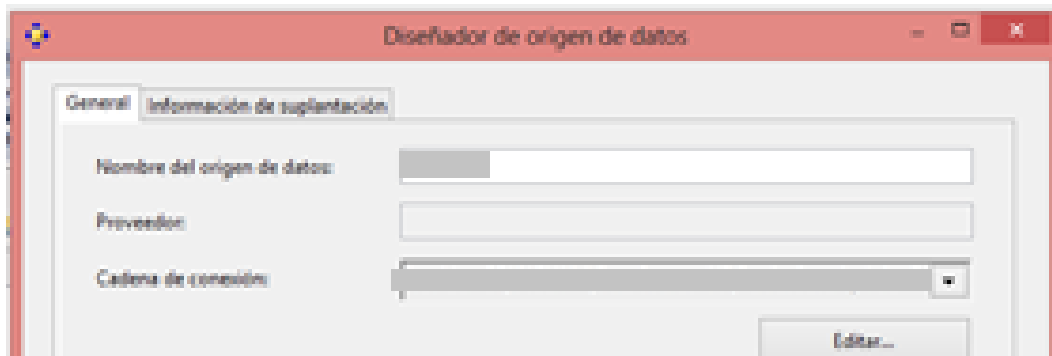 Diseñador de origen de datos
General Información de suplantación
Nombre del origen de datos:
Proveedor:
Cadena de conexión:
Editar...